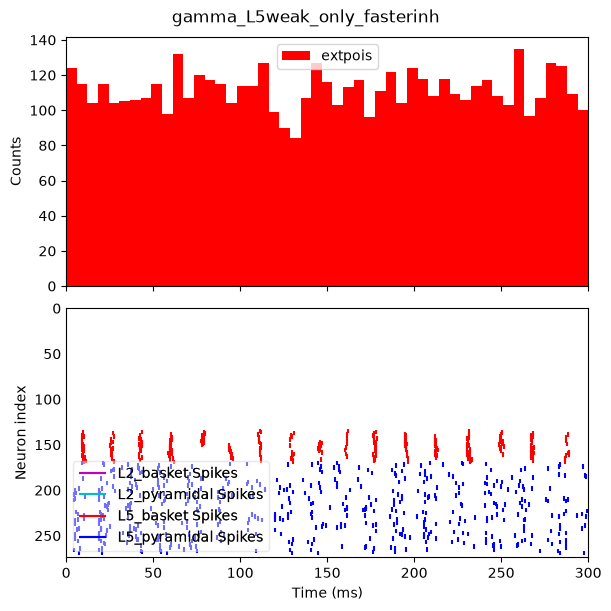 gamma_L5weak_only_fasterinh
140
120
100
80
60
40
20
0
Counts
extpois
0
50
100
150
200
250
Neuron index
L2_basket Spikes
L2_pyramidal Spikes
L5_basket Spikes
L5_pyramidal Spikes
0 50 100 150 200 250 300
Time (ms)